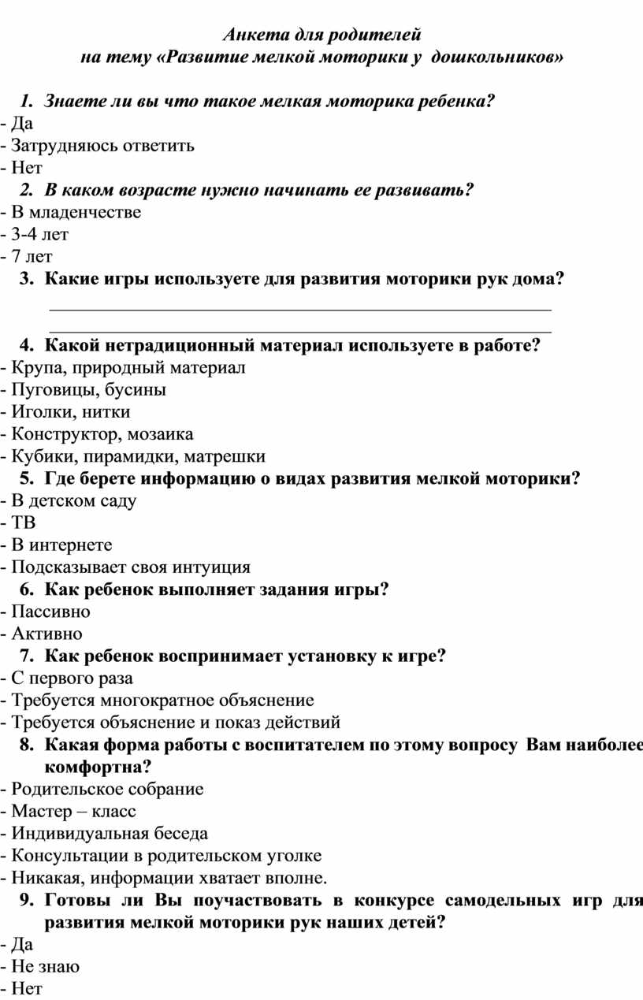 Анкета для родителей
на тему «Развитие мелкой моторики у дошкольников»
1. Знаете ли вы что такое мелкая моторика ребенка?
- Да
- Затрудняюсь ответить
- Нет
2. В каком возрасте нужно начинать ее развивать?
- В младенчестве
- 3-4 лет
- 7 лет
3. Какие игры используете для развития моторики рук дома?
4. Какой нетрадиционный материал используете в работе?
- Крупа, природный материал
- Пуговицы, бусины
- Иголки, нитки
- Конструктор, мозаика
- Кубики, пирамидки, матрешки
5. Где берете информацию о видах развития мелкой моторики?
- В детском саду
- ТВ
- В интернете
- Подсказывает своя интуиция
6. Как ребенок выполняет задания игры?
- Пассивно
- Активно
7. Как ребенок воспринимает установку к игре?
- С первого раза
- Требуется многократное объяснение
- Требуется объяснение и показ действий
8. Какая форма работы с воспитателем по этому вопросу Вам наиболее
комфортна?
- Родительское собрание
- Мастер – класс
- Индивидуальная беседа
- Консультации в родительском уголке
- Никакая, информации хватает вполне.
9. Готовы ли Вы поучаствовать в конкурсе самодельных игр для
развития мелкой моторики рук наших детей?
- Да
- Не знаю
- Нет